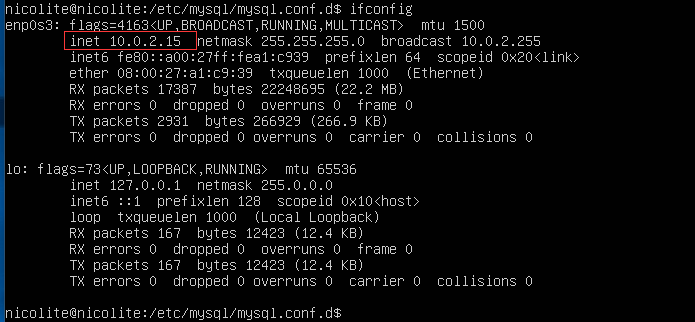 nicolite@nicolite:/etc/mysql/mysql.conf.d$ ifconfig
enp0s3: flags=4163<UP,BROADCAST,RUNNING,MULTICAST>  mtu 1500
        inet 10.0.2.15  netmask 255.255.255.0  broadcast 10.0.2.255
        inet6 fe80::a00:27ff:fea1:c939  prefixlen 64  scopeid 0x20<link>
        ether 08:00:27:a1:c9:39  txqueuelen 1000  (Ethernet)
        RX packets 17387  bytes 22248695 (22.2 MB)
        RX errors 0  dropped 0  overruns 0  frame 0
        TX packets 2931  bytes 266929 (266.9 KB)
        TX errors 0  dropped 0 overruns 0  carrier 0  collisions 0
lo: flags=73<UP,LOOPBACK,RUNNING>  mtu 65536
        inet 127.0.0.1  netmask 255.0.0.0
        inet6 ::1  prefixlen 128  scopeid 0x10<host>
        loop  txqueuelen 1000  (Local Loopback)
        RX packets 167  bytes 12423 (12.4 KB)
        RX errors 0  dropped 0  overruns 0  frame 0
        TX packets 167  bytes 12423 (12.4 KB)
        TX errors 0  dropped 0 overruns 0  carrier 0  collisions 0
nicolite@nicolite:/etc/mysql/mysql.conf.d$